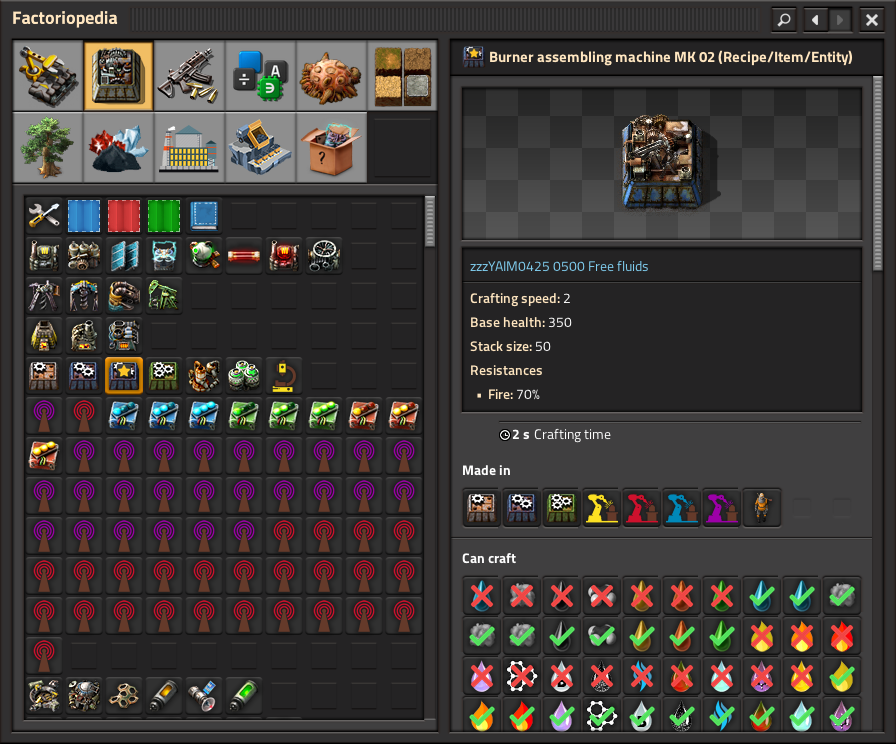 Factoriopedia
Burner assembling machine MK 02 (Recipe/Item/Entity)
zzzYAIM0425 0500 Free fluids
Crafting speed: 2
Base health: 350
Stack size: 50
Resistances
• Fire: 70%
2 s Crafting time
Made in
Can craft